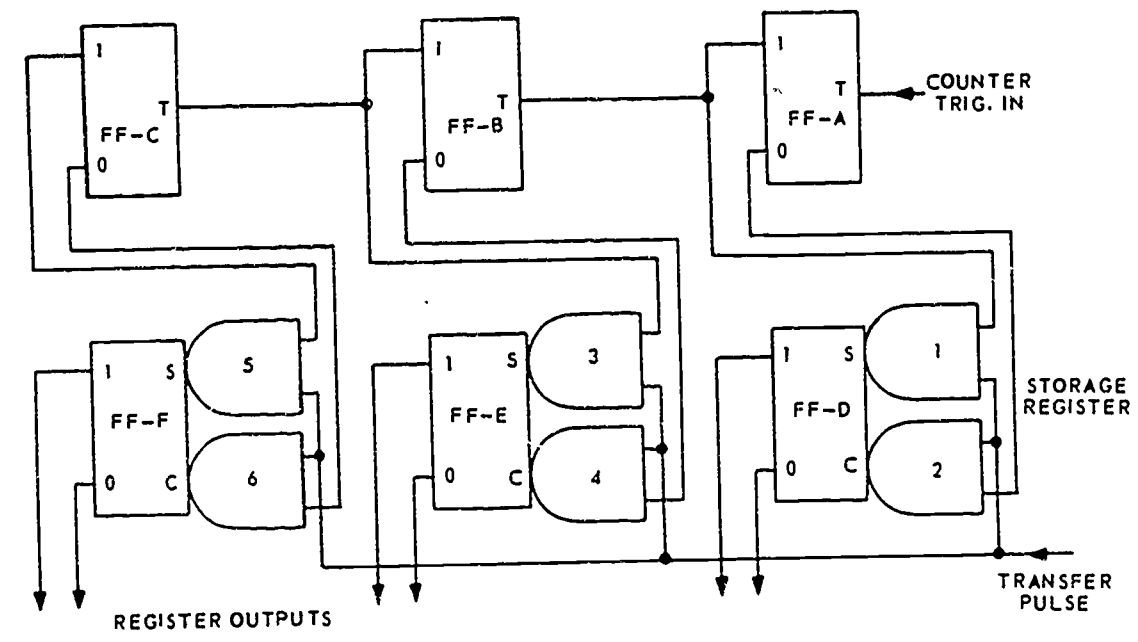 1
T
FF-C
0
1
T
FF-B
0
1
T
FF-A
0
COUNTER
TRIG. IN
1
S
FF-F
0
C
5
6
1
S
FF-E
0
C
3
4
1
S
FF-D
0
C
1
2
STORAGE
REGISTER
TRANSFER
PULSE
REGISTER OUTPUTS